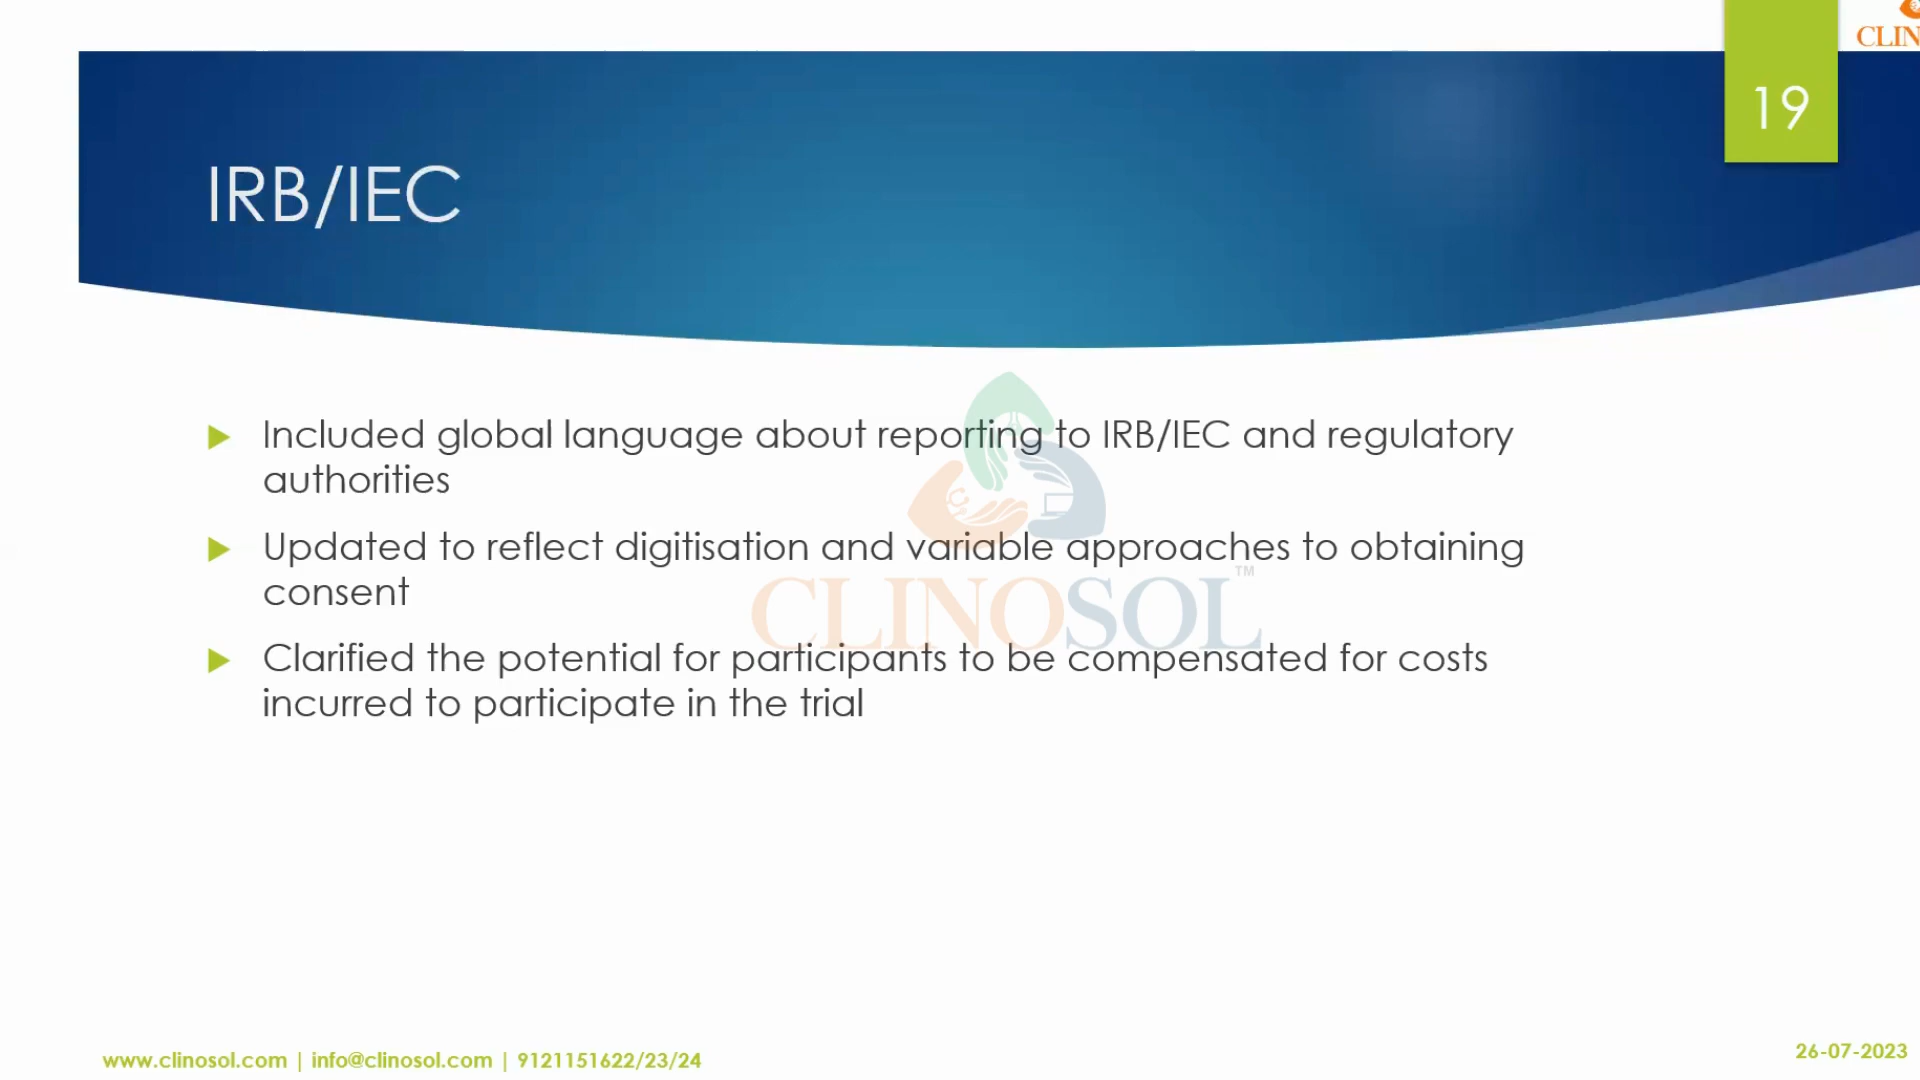 CLIN
19
IRB/IEC
Included global language about reporting to IRB/IEC and regulatory
authorities
Updated to reflect digitisation and variable approaches to obtaining
consent
CLINOSOL™
Clarified the potential for participants to be compensated for costs
incurred to participate in the trial
www.clinosol.com | info@clinosol.com | 9121151622/23/24
26-07-2023